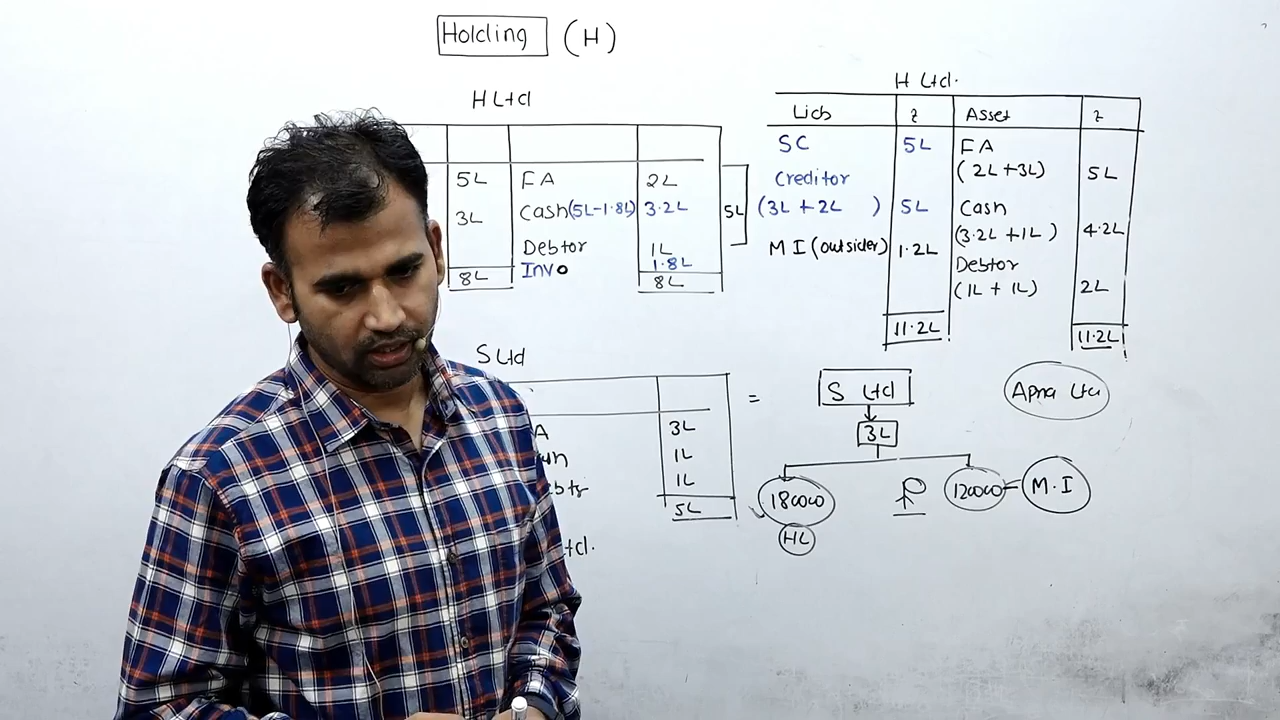 Holding (H)
H Ltd
5L FA 2L
3L Cash(5L-1.8L) 3.2L
5L
Debtor 1L
Inv 1.8L
8L 8L
H Ltd.
Liab ₹ Asset ₹
SC 5L FA
(2L+3L) 5L
Creditor
(3L + 2L ) 5L Cash
(3.2L + 1L) 4.2L
MI (outsider) 1.2L
Debtor
(1L + 1L) 2L
11.2L 11.2L
S Ltd
A 3L
1L
1L
5L
td.
=
S Ltd
3L
180000
HL
120000 = M.I
Apna Ltd